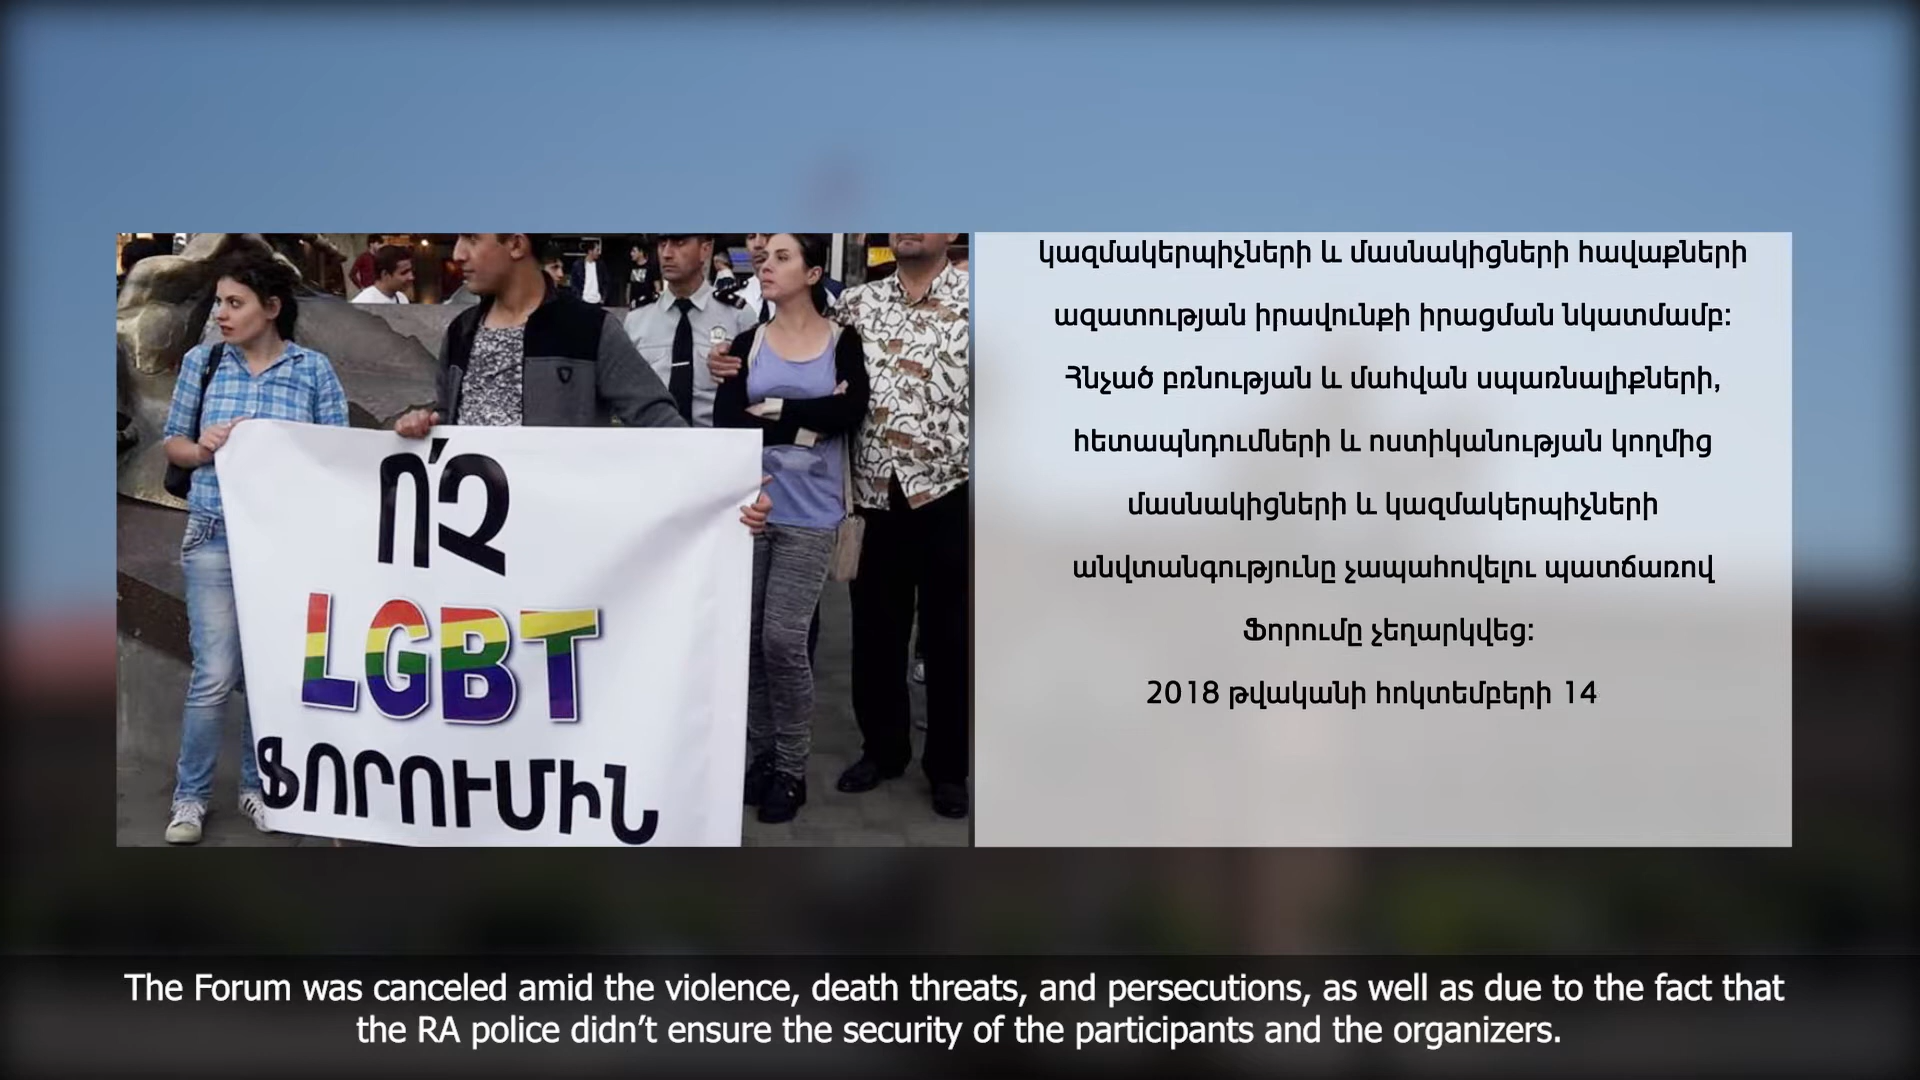 ո՛չ
LGBT
ՖՈՐՈՒՄԻՆ
կազմակերպիչների և մասնակիցների հավաքների
ազատության իրավունքի իրացման նկատմամբ:
Հնչած բռնության և մահվան սպառնալիքների,
հետապնդումների և ոստիկանության կողմից
մասնակիցների և կազմակերպիչների
անվտանգությունը չապահովելու պատճառով
Ֆորումը չեղարկվեց:
2018 թվականի հոկտեմբերի 14
The Forum was canceled amid the violence, death threats, and persecutions, as well as due to the fact that
the RA police didn’t ensure the security of the participants and the organizers.